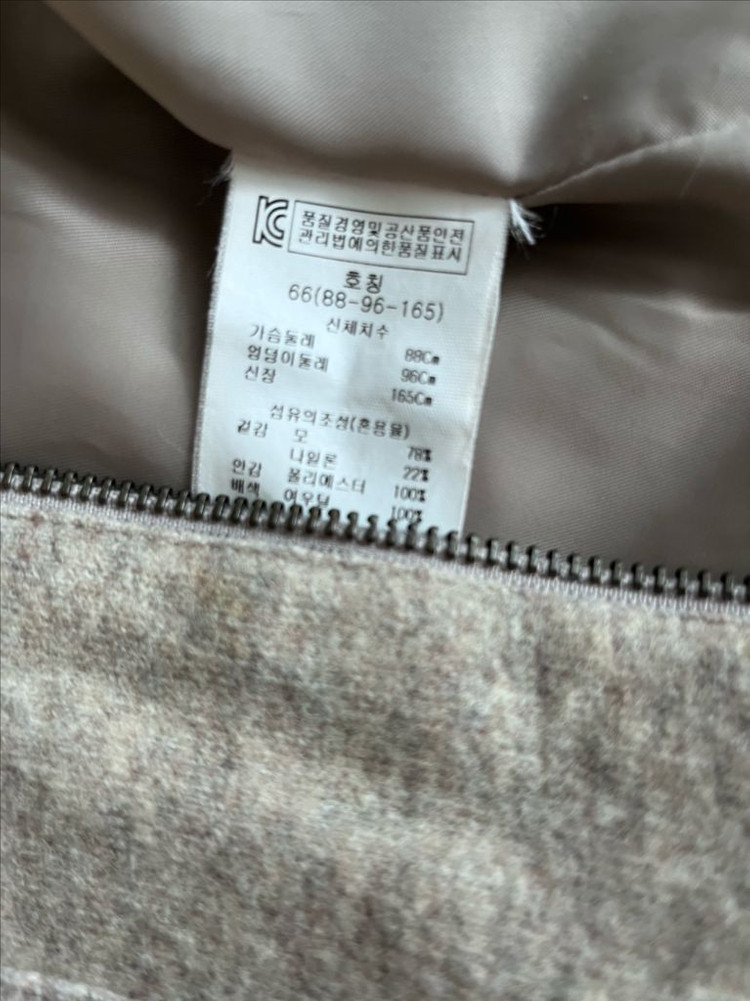 KC 품질경영및공산품안전
관리법에의한품질표시
호칭
66(88-96-165)
신체치수
가슴둘레 88Cm
엉덩이둘레 96Cm
신장 165Cm
섬유의조성(혼용율)
겉감 모 78%
나일론 22%
안감 폴리에스터 100%
배색 여우털 100%